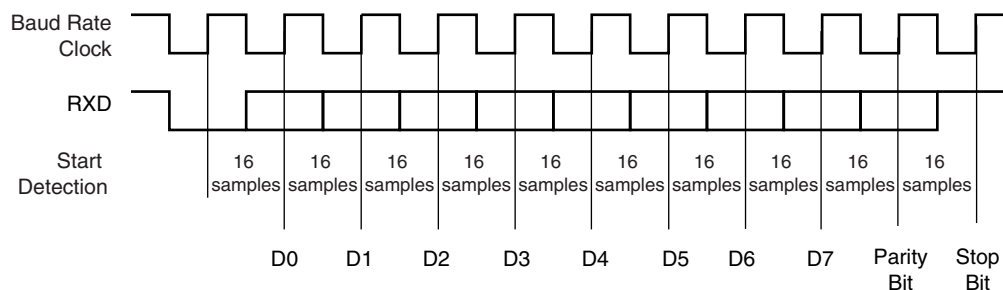 Baud Rate
Clock
RXD
Start
Detection
16 16 16 16 16 16 16 16 16 16
samples samples samples samples samples samples samples samples samples samples
D0 D1 D2 D3 D4 D5 D6 D7 Parity Stop
Bit Bit